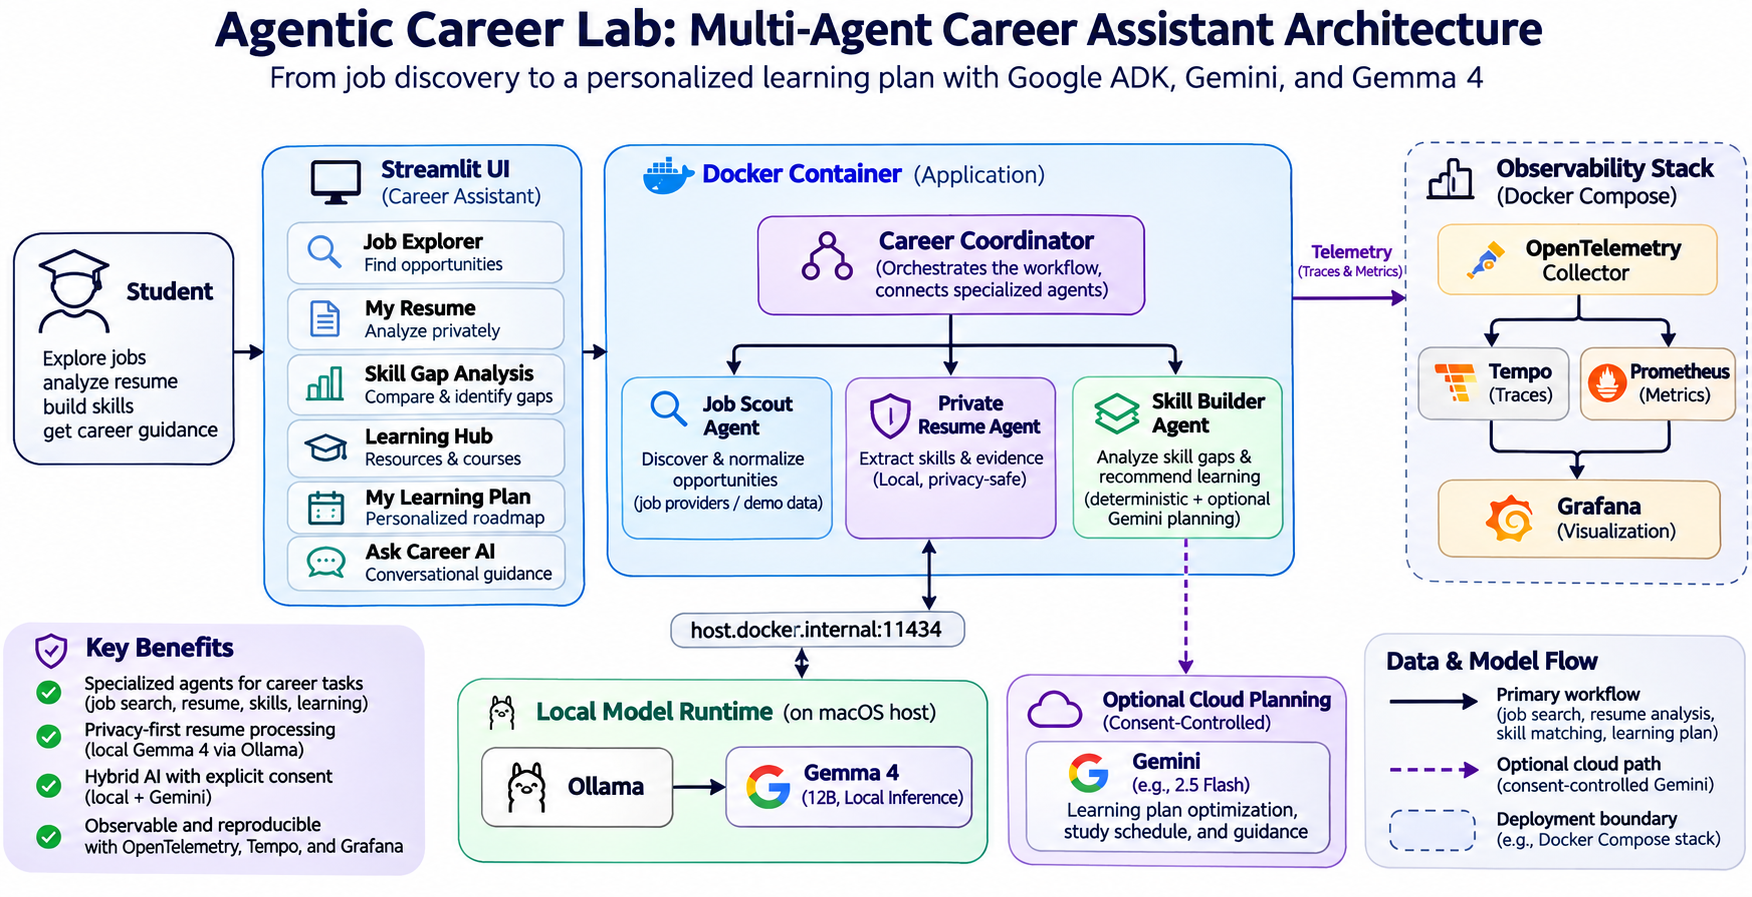 Agentic Career Lab: Multi-Agent Career Assistant Architecture
From job discovery to a personalized learning plan with Google ADK, Gemini, and Gemma 4
Student
Explore jobs
analyze resume
build skills
get career guidance
Streamlit UI
(Career Assistant)
Job Explorer
Find opportunities
My Resume
Analyze privately
Skill Gap Analysis
Compare & identify gaps
Learning Hub
Resources & courses
My Learning Plan
Personalized roadmap
Ask Career AI
Conversational guidance
Docker Container (Application)
Career Coordinator
(Orchestrates the workflow,
connects specialized agents)
Job Scout
Agent
Discover & normalize
opportunities
(job providers / demo data)
Private
Resume Agent
Extract skills & evidence
(Local, privacy-safe)
Skill Builder
Agent
Analyze skill gaps &
recommend learning
(deterministic + optional
Gemini planning)
Telemetry
(Traces & Metrics)
Observability Stack
(Docker Compose)
OpenTelemetry
Collector
Tempo
(Traces)
Prometheus
(Metrics)
Grafana
(Visualization)
host.docker.internal:11434
Key Benefits
Specialized agents for career tasks
(job search, resume, skills, learning)
Privacy-first resume processing
(local Gemma 4 via Ollama)
Hybrid AI with explicit consent
(local + Gemini)
Observable and reproducible
with OpenTelemetry, Tempo, and Grafana
Local Model Runtime (on macOS host)
Ollama
Gemma 4
(12B, Local Inference)
Optional Cloud Planning
(Consent-Controlled)
Gemini
(e.g., 2.5 Flash)
Learning plan optimization,
study schedule, and guidance
Data & Model Flow
Primary workflow
(job search, resume analysis,
skill matching, learning plan)
Optional cloud path
(consent-controlled Gemini)
Deployment boundary
(e.g., Docker Compose stack)